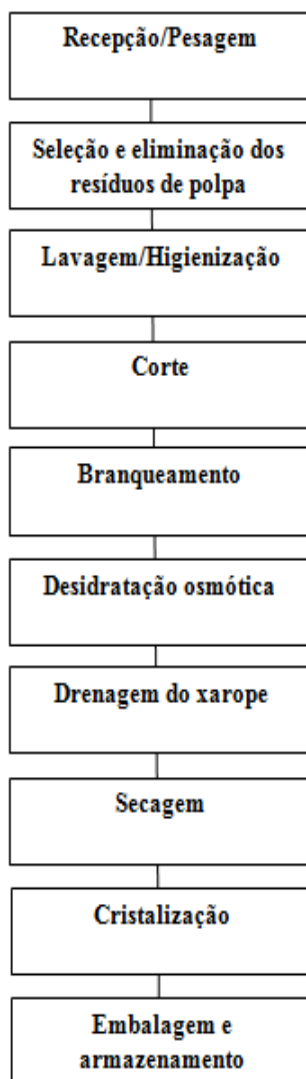 Recepção/Pesagem
Seleção e eliminação dos
resíduos de polpa
Lavagem/Higienização
Corte
Branqueamento
Desidratação osmótica
Drenagem do xarope
Secagem
Cristalização
Embalagem e
armazenamento